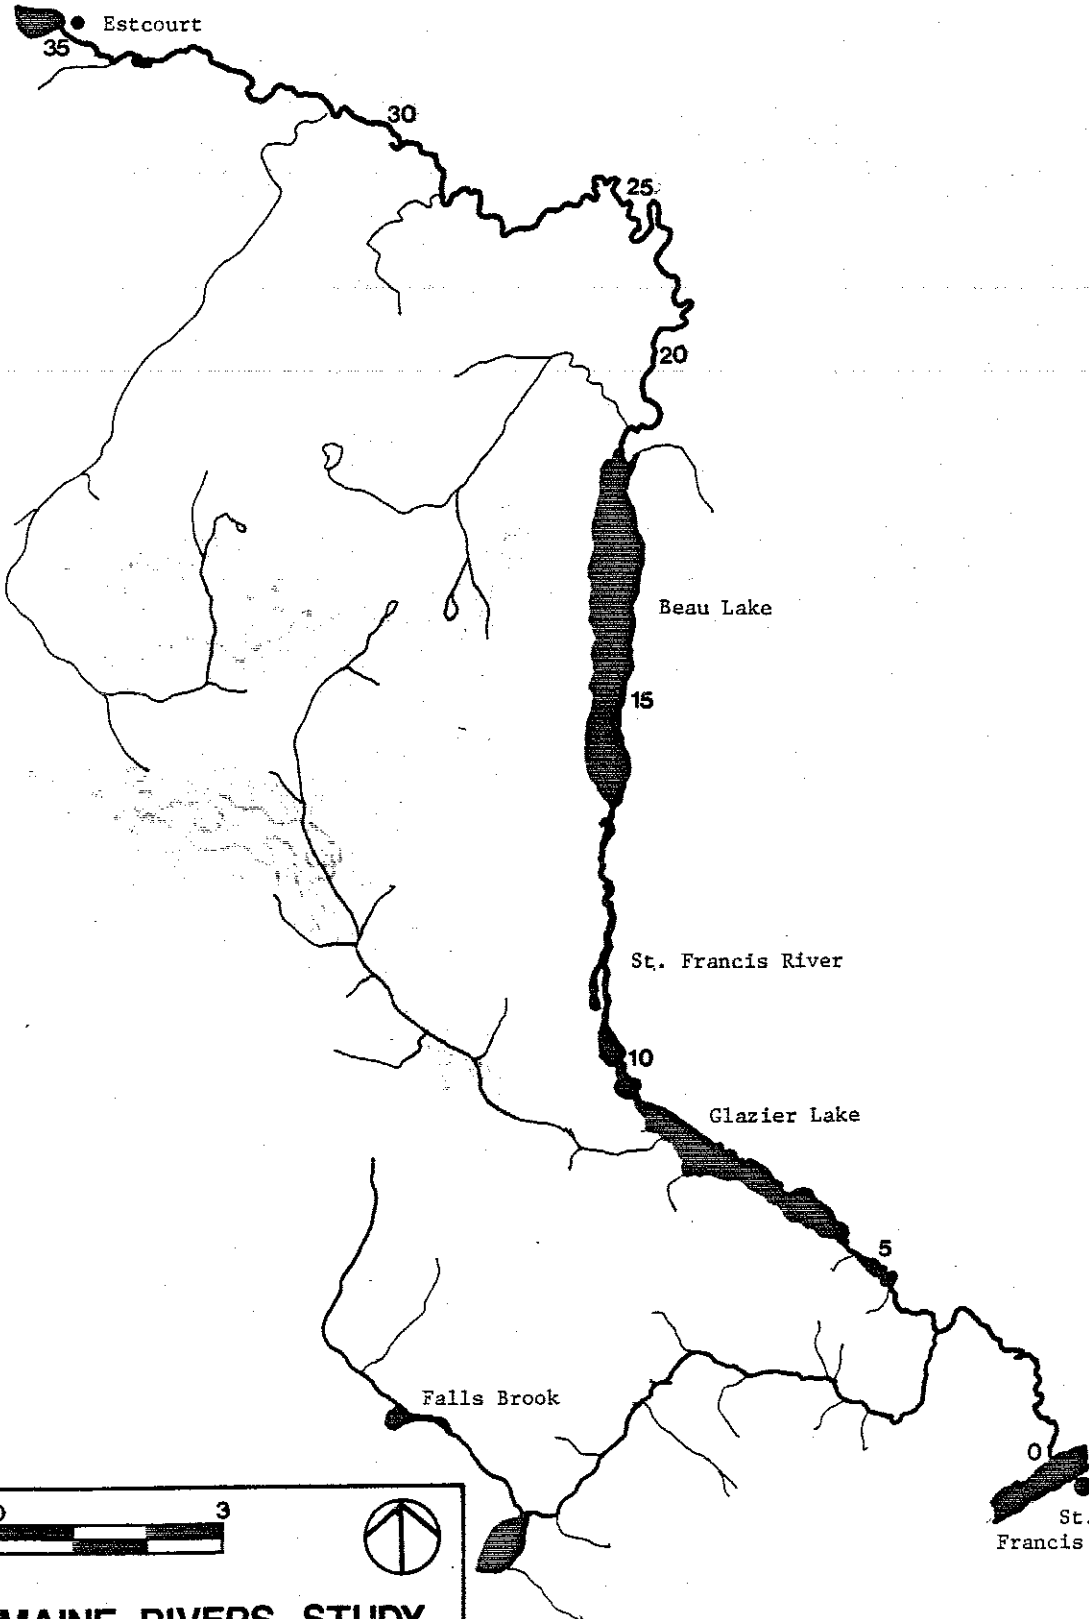 Estcourt
35
30
25
20
Beau Lake
15
St. Francis River
10
Glazier Lake
5
Falls Brook
0
St.
Francis
0 3
MAINE RIVERS STUDY